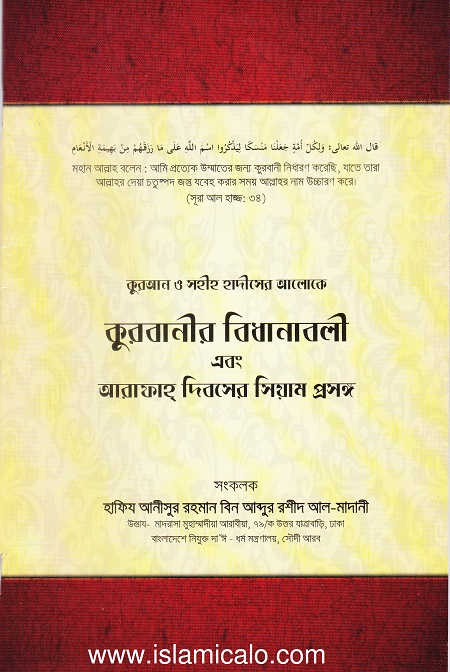 قال الله تعالى: وَلِكُلِّ أُمَّةٍ جَعَلْنَا مَنْسَكًا لِيَذْكُرُوا اسْمَ اللَّهِ عَلَى مَا رَزَقَهُمْ مِنْ بَهِيمَةِ الْأَنْعَامِ
মহান আল্লাহ বলেন : আমি প্রত্যেক উম্মাতের জন্য কুরবানী নির্ধারণ করেছি, যাতে তারা
আল্লাহর দেয়া চতুষ্পদ জন্তু যবেহ করার সময় আল্লাহর নাম উচ্চারণ করে।
(সূরা আল হাজ্জ: ৩৪)
কুরআন ও সহীহ হাদীসের আলোকে
কুরবানীর বিধানাবলী
এবং
আরাফাহ্ দিবসের সিয়াম প্রসঙ্গ
সংকলক
হাফিয আনীসুর রহমান বিন আব্দুর রশীদ আল-মাদানী
উস্তায- মাদরাসা মুহাম্মাদীয়া আরাবীয়া, ৭৯/ক উত্তর যাত্রাবাড়ি, ঢাকা
বাংলাদেশে নিযুক্ত দা'ঈ - ধর্ম মন্ত্রণালয়, সৌদী আরব
www.islamicalo.com